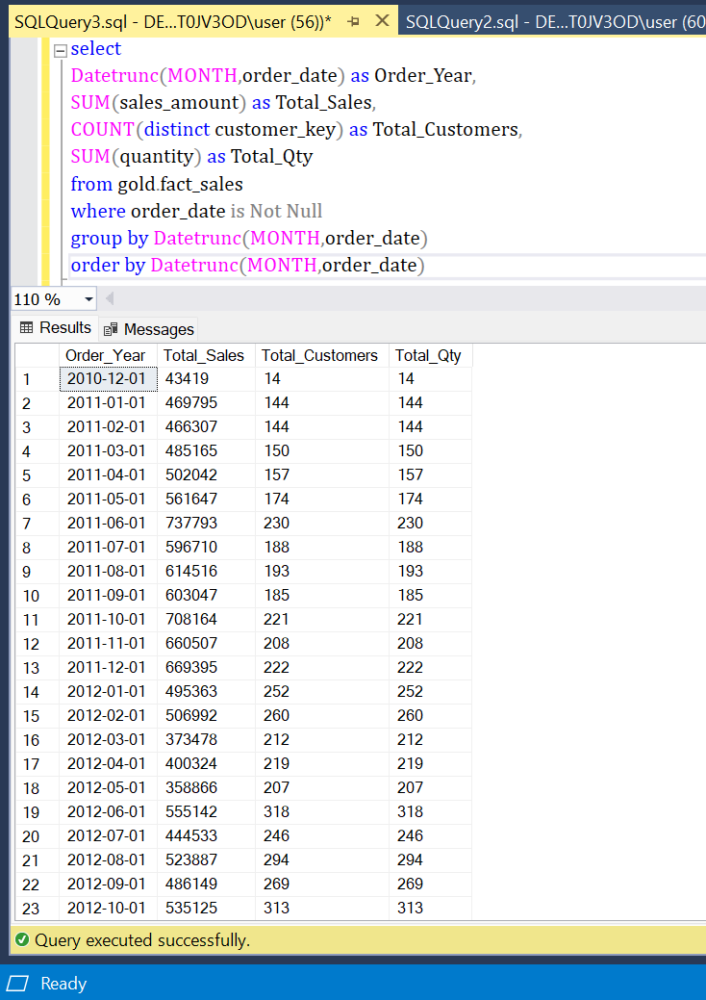 SQLQuery3.sql - DE...T0JV3OD\user (56))* SQLQuery2.sql - DE...T0JV3OD\user (60
select
Datetrunc(MONTH,order_date) as Order_Year,
SUM(sales_amount) as Total_Sales,
COUNT(distinct customer_key) as Total_Customers,
SUM(quantity) as Total_Qty
from gold.fact_sales
where order_date is Not Null
group by Datetrunc(MONTH,order_date)
order by Datetrunc(MONTH,order_date)
110 %
Results Messages
Order_Year Total_Sales Total_Customers Total_Qty
1 2010-12-01 43419 14 14
2 2011-01-01 469795 144 144
3 2011-02-01 466307 144 144
4 2011-03-01 485165 150 150
5 2011-04-01 502042 157 157
6 2011-05-01 561647 174 174
7 2011-06-01 737793 230 230
8 2011-07-01 596710 188 188
9 2011-08-01 614516 193 193
10 2011-09-01 603047 185 185
11 2011-10-01 708164 221 221
12 2011-11-01 660507 208 208
13 2011-12-01 669395 222 222
14 2012-01-01 495363 252 252
15 2012-02-01 506992 260 260
16 2012-03-01 373478 212 212
17 2012-04-01 400324 219 219
18 2012-05-01 358866 207 207
19 2012-06-01 555142 318 318
20 2012-07-01 444533 246 246
21 2012-08-01 523887 294 294
22 2012-09-01 486149 269 269
23 2012-10-01 535125 313 313
Query executed successfully.
Ready